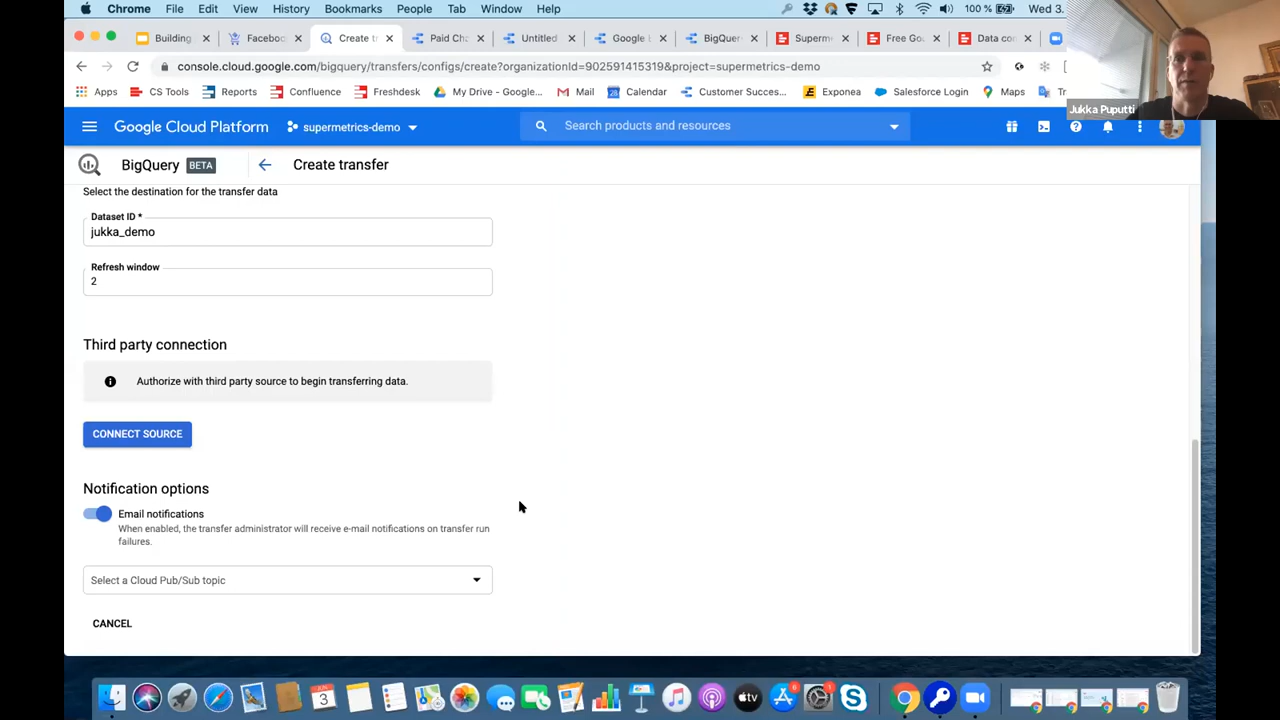 Chrome File Edit View History Bookmarks People Tab Window Help 100 % Wed 3.
Building Facebo Create t Paid Ch Untitled Google BigQuer Superm Free Go Data co
console.cloud.google.com/bigquery/transfers/configs/create?organizationId=902591415319&project=supermetrics-demo
Apps CS Tools Reports Confluence Freshdesk My Drive - Google... Mail Calendar Customer Succes... Exponea Salesforce Login Maps Tr
Jukka Puputti
Google Cloud Platform supermetrics-demo Search products and resources
BigQuery BETA Create transfer
Select the destination for the transfer data
Dataset ID *
jukka_demo
Refresh window
2
Third party connection
Authorize with third party source to begin transferring data.
CONNECT SOURCE
Notification options
Email notifications
When enabled, the transfer administrator will receive e-mail notifications on transfer run
failures.
Select a Cloud Pub/Sub topic
CANCEL